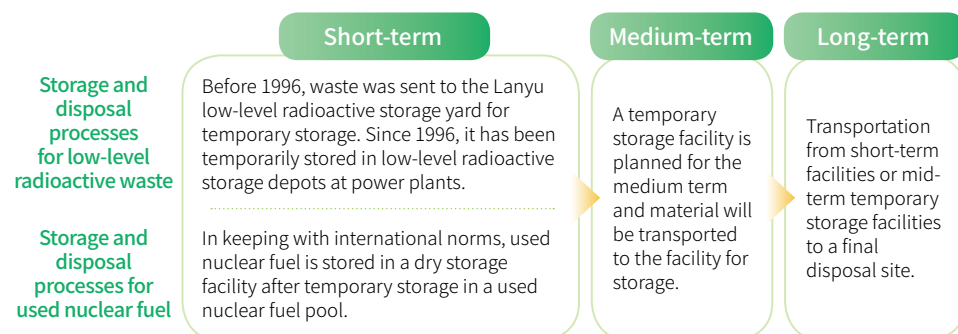 Short-term
Medium-term
Long-term
Storage and
disposal
processes
for low-level
radioactive waste
Before 1996, waste was sent to the Lanyu
low-level radioactive storage yard for
temporary storage. Since 1996, it has been
temporarily stored in low-level radioactive
storage depots at power plants.
Storage and
disposal
processes for
used nuclear fuel
In keeping with international norms, used
nuclear fuel is stored in a dry storage
facility after temporary storage in a used
nuclear fuel pool.
A temporary
storage facility is
planned for the
medium term
and material will
be transported
to the facility for
storage.
Transportation
from short-term
facilities or mid-
term temporary
storage facilities
to a final
disposal site.